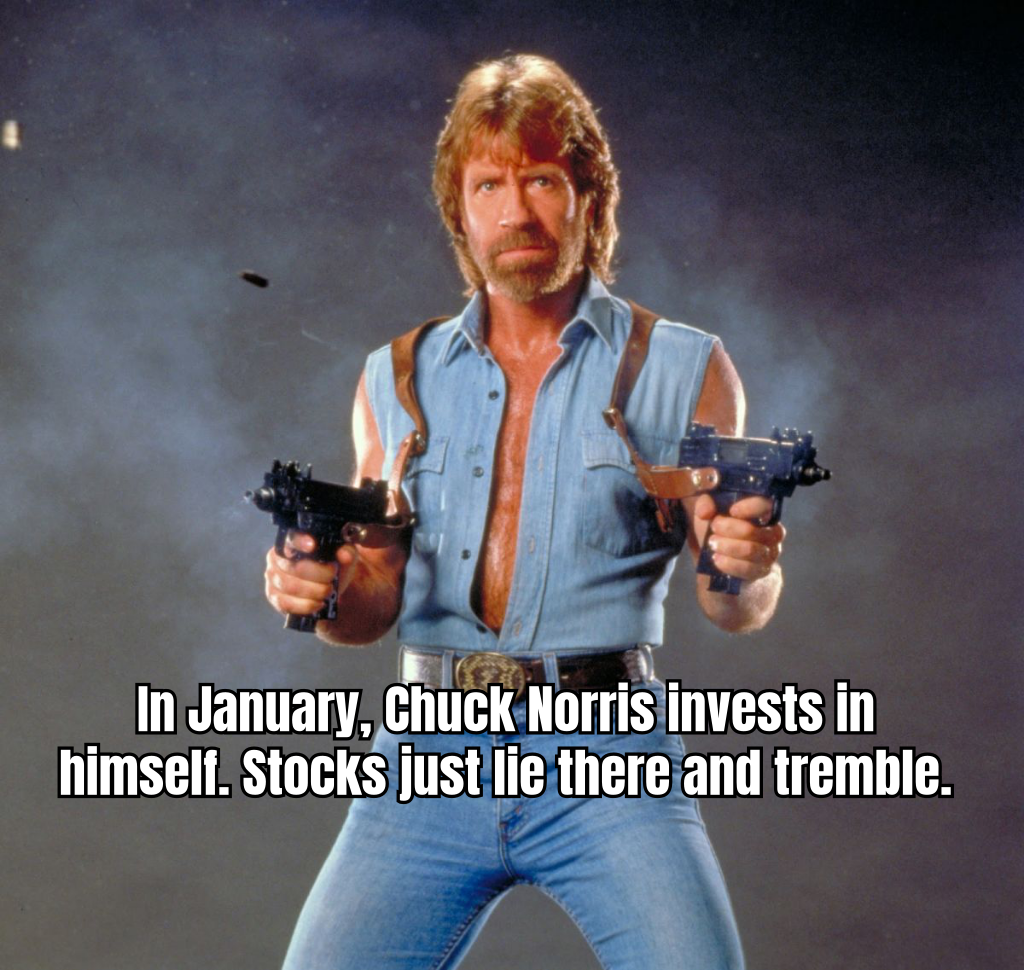 In January, Chuck Norris invests in
himself. Stocks just lie there and tremble.